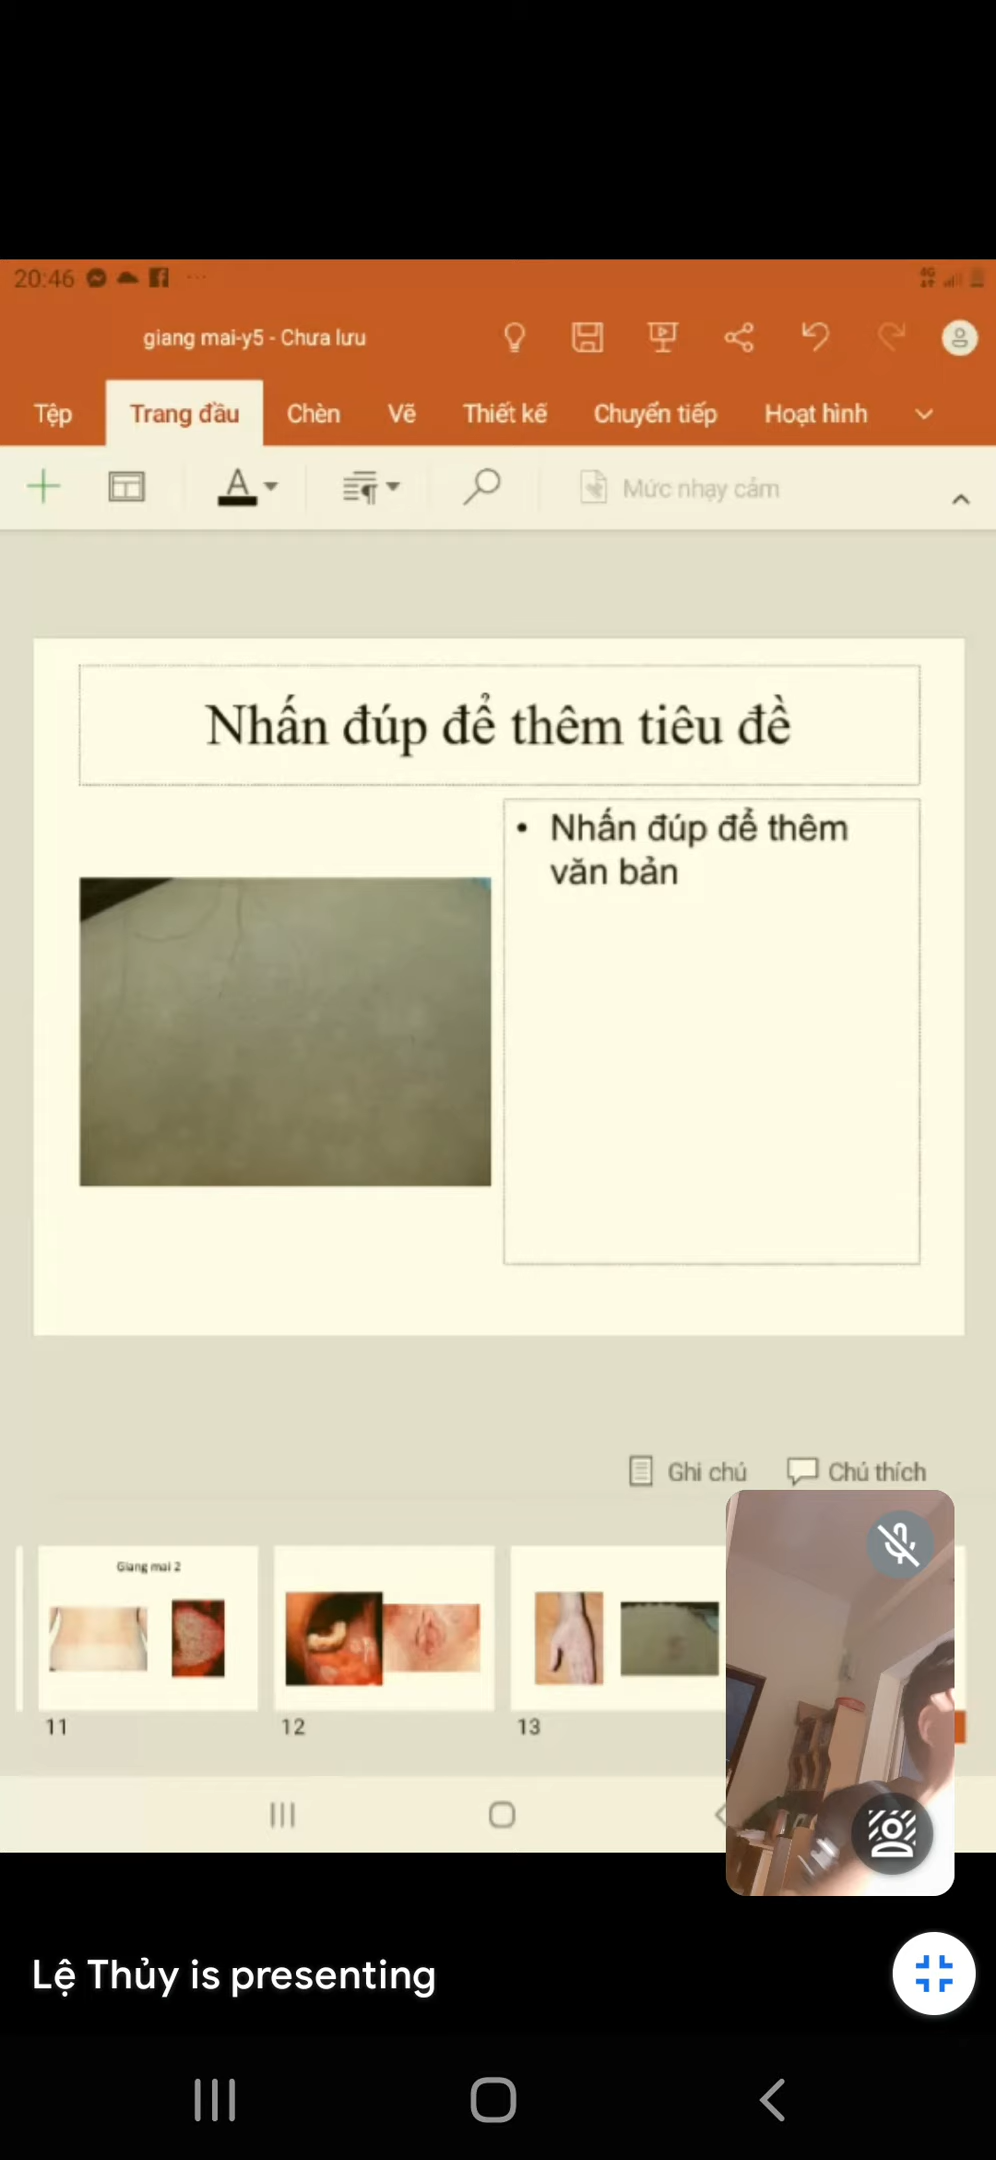 20:46
4G
giang mai-y5 - Chưa lưu
Tệp Trang đầu Chèn Vẽ Thiết kế Chuyển tiếp Hoạt hình
A Mức nhạy cảm
Nhấn đúp để thêm tiêu đề
• Nhấn đúp để thêm
văn bản
Ghi chú Chú thích
Giang mai 2
11 12 13
Lệ Thủy is presenting